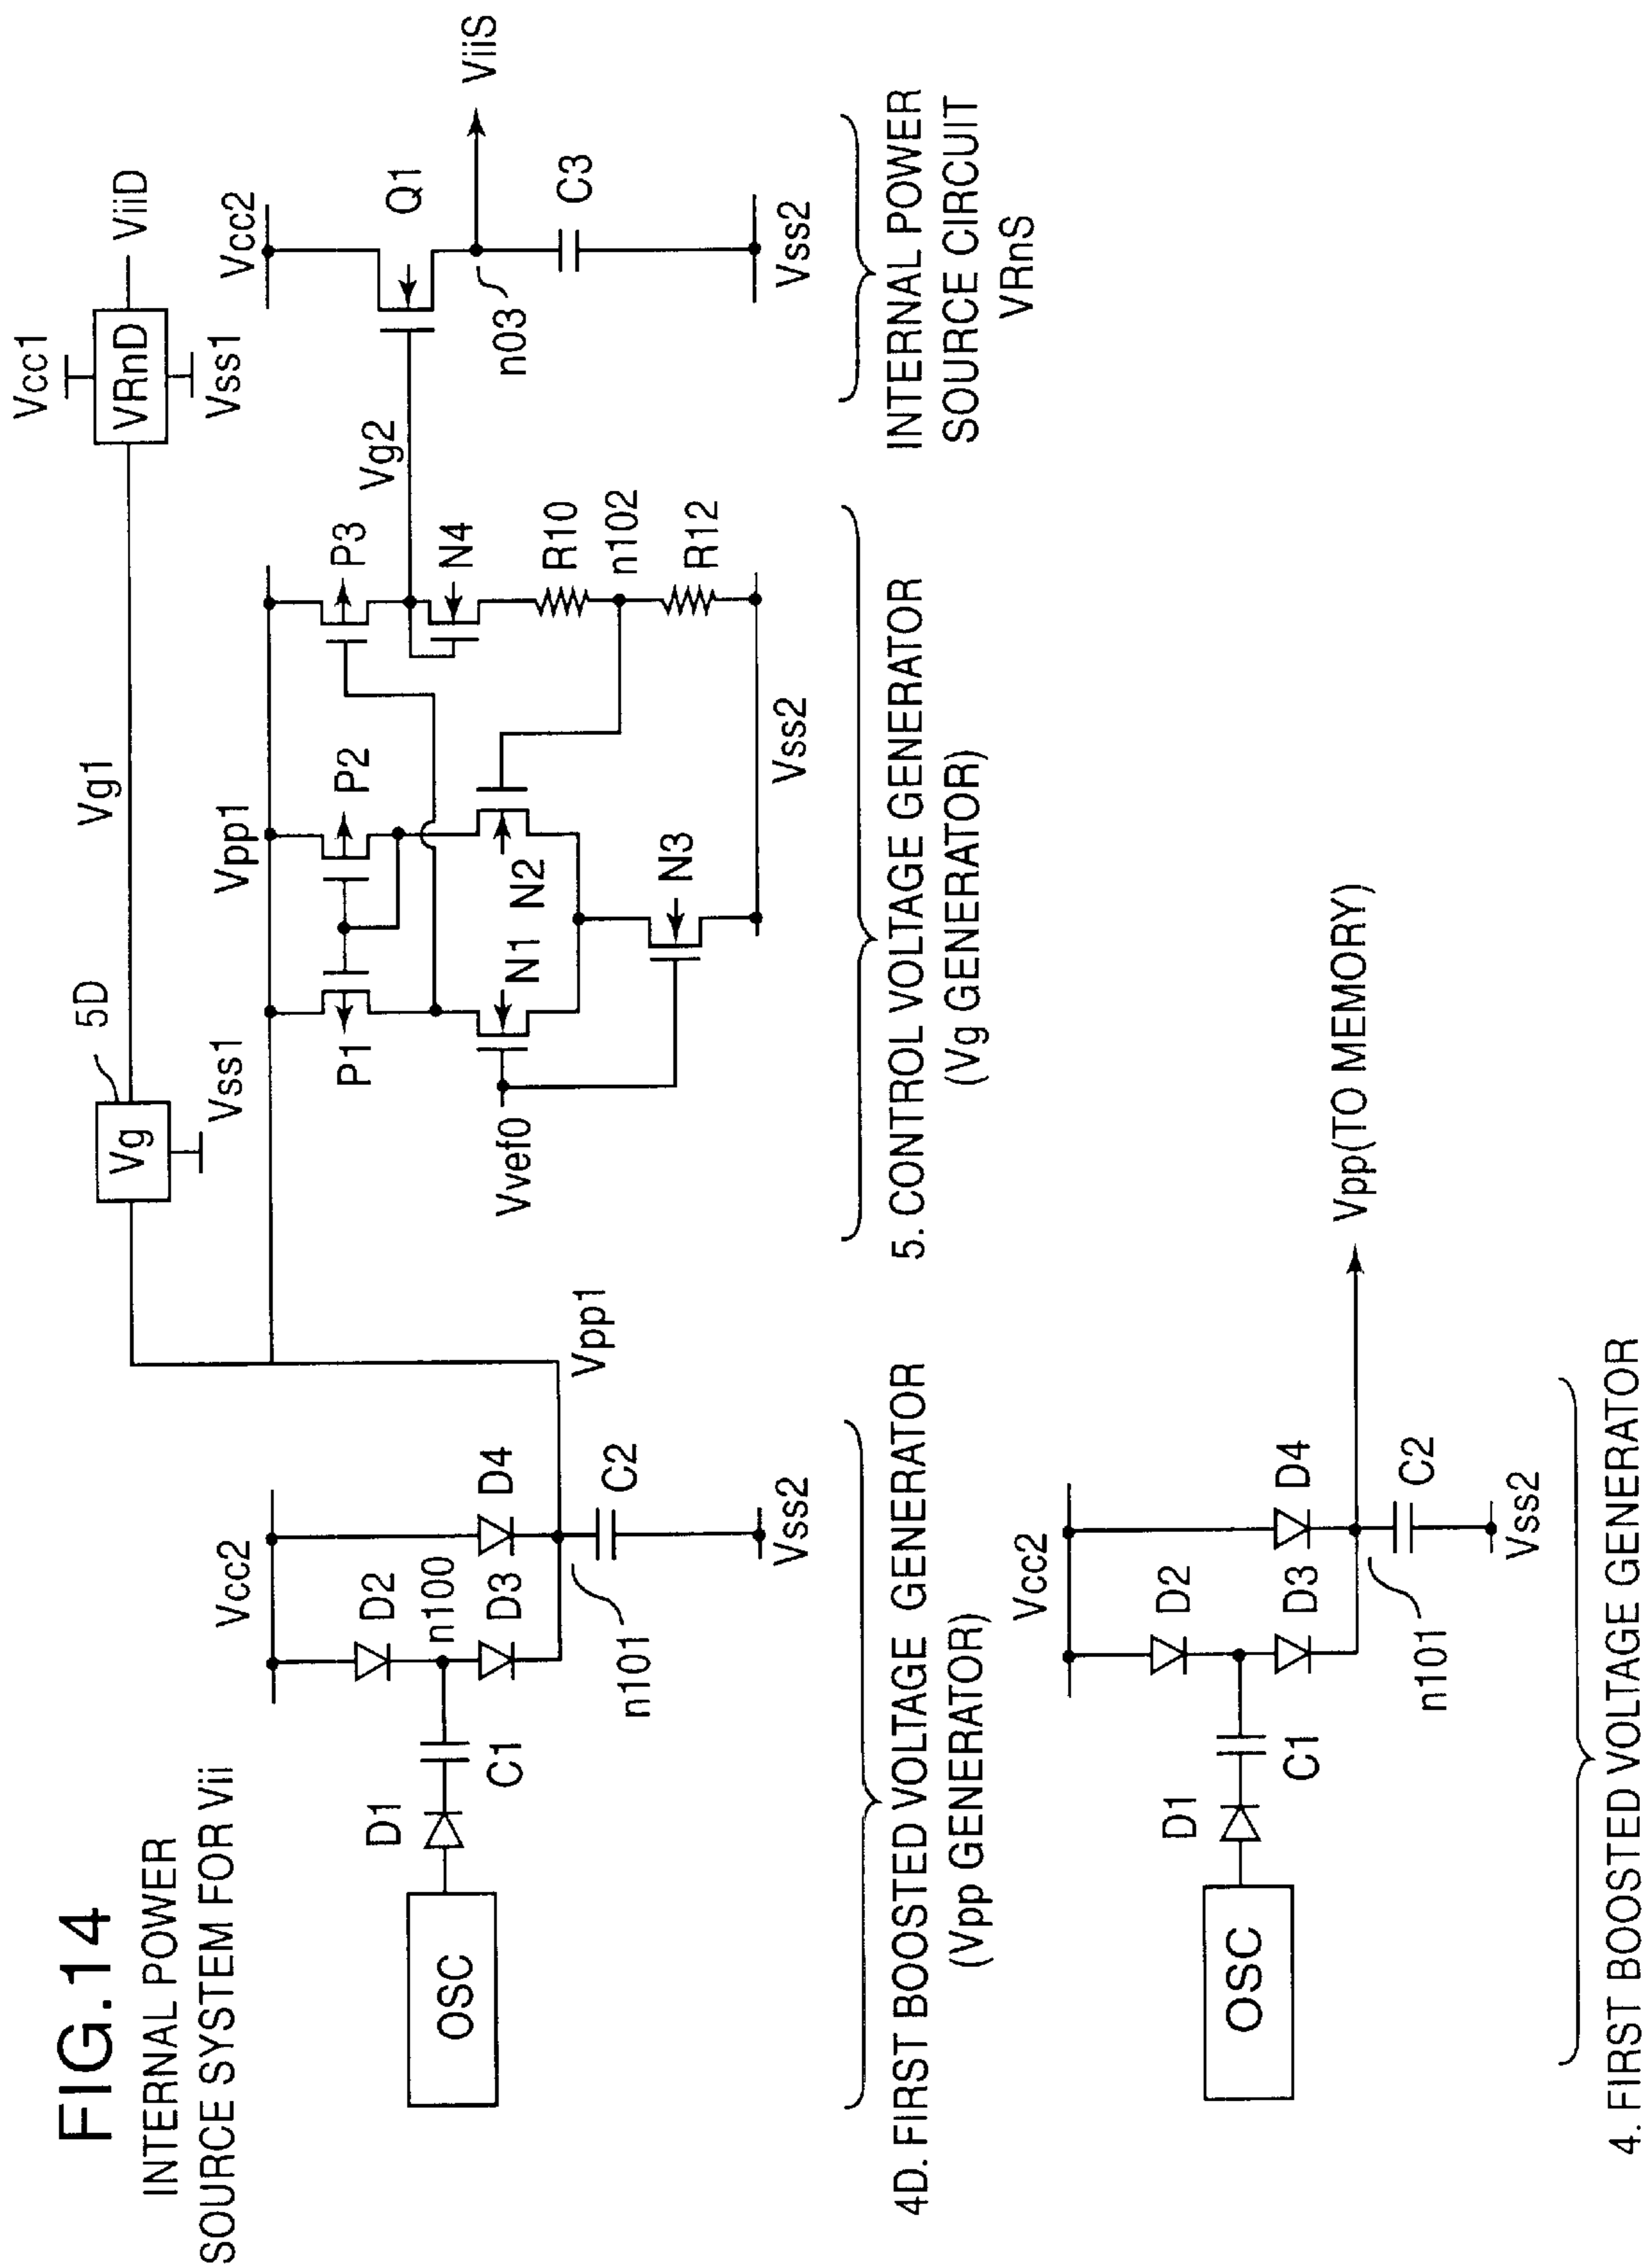 FIG.14
INTERNAL POWER
SOURCE SYSTEM FOR Vii
5D
Vg
Vss1
Vg1
Vcc1
VRnD
Vss1
ViiD
OSC
D1
C1
Vcc2
D2
n100
D3
D4
n101
C2
Vss2
Vpp1
4D. FIRST BOOSTED VOLTAGE GENERATOR
(Vpp GENERATOR)
Vpp1
P1
P2
P3
Vvef0
N1
N2
N3
N4
R10
n102
R12
Vss2
Vg2
5. CONTROL VOLTAGE GENERATOR
(Vg GENERATOR)
Vcc2
Q1
n03
ViiS
C3
Vss2
INTERNAL POWER
SOURCE CIRCUIT
VRnS
OSC
D1
C1
Vcc2
D2
D3
D4
n101
C2
Vss2
Vpp(TO MEMORY)
4. FIRST BOOSTED VOLTAGE GENERATOR